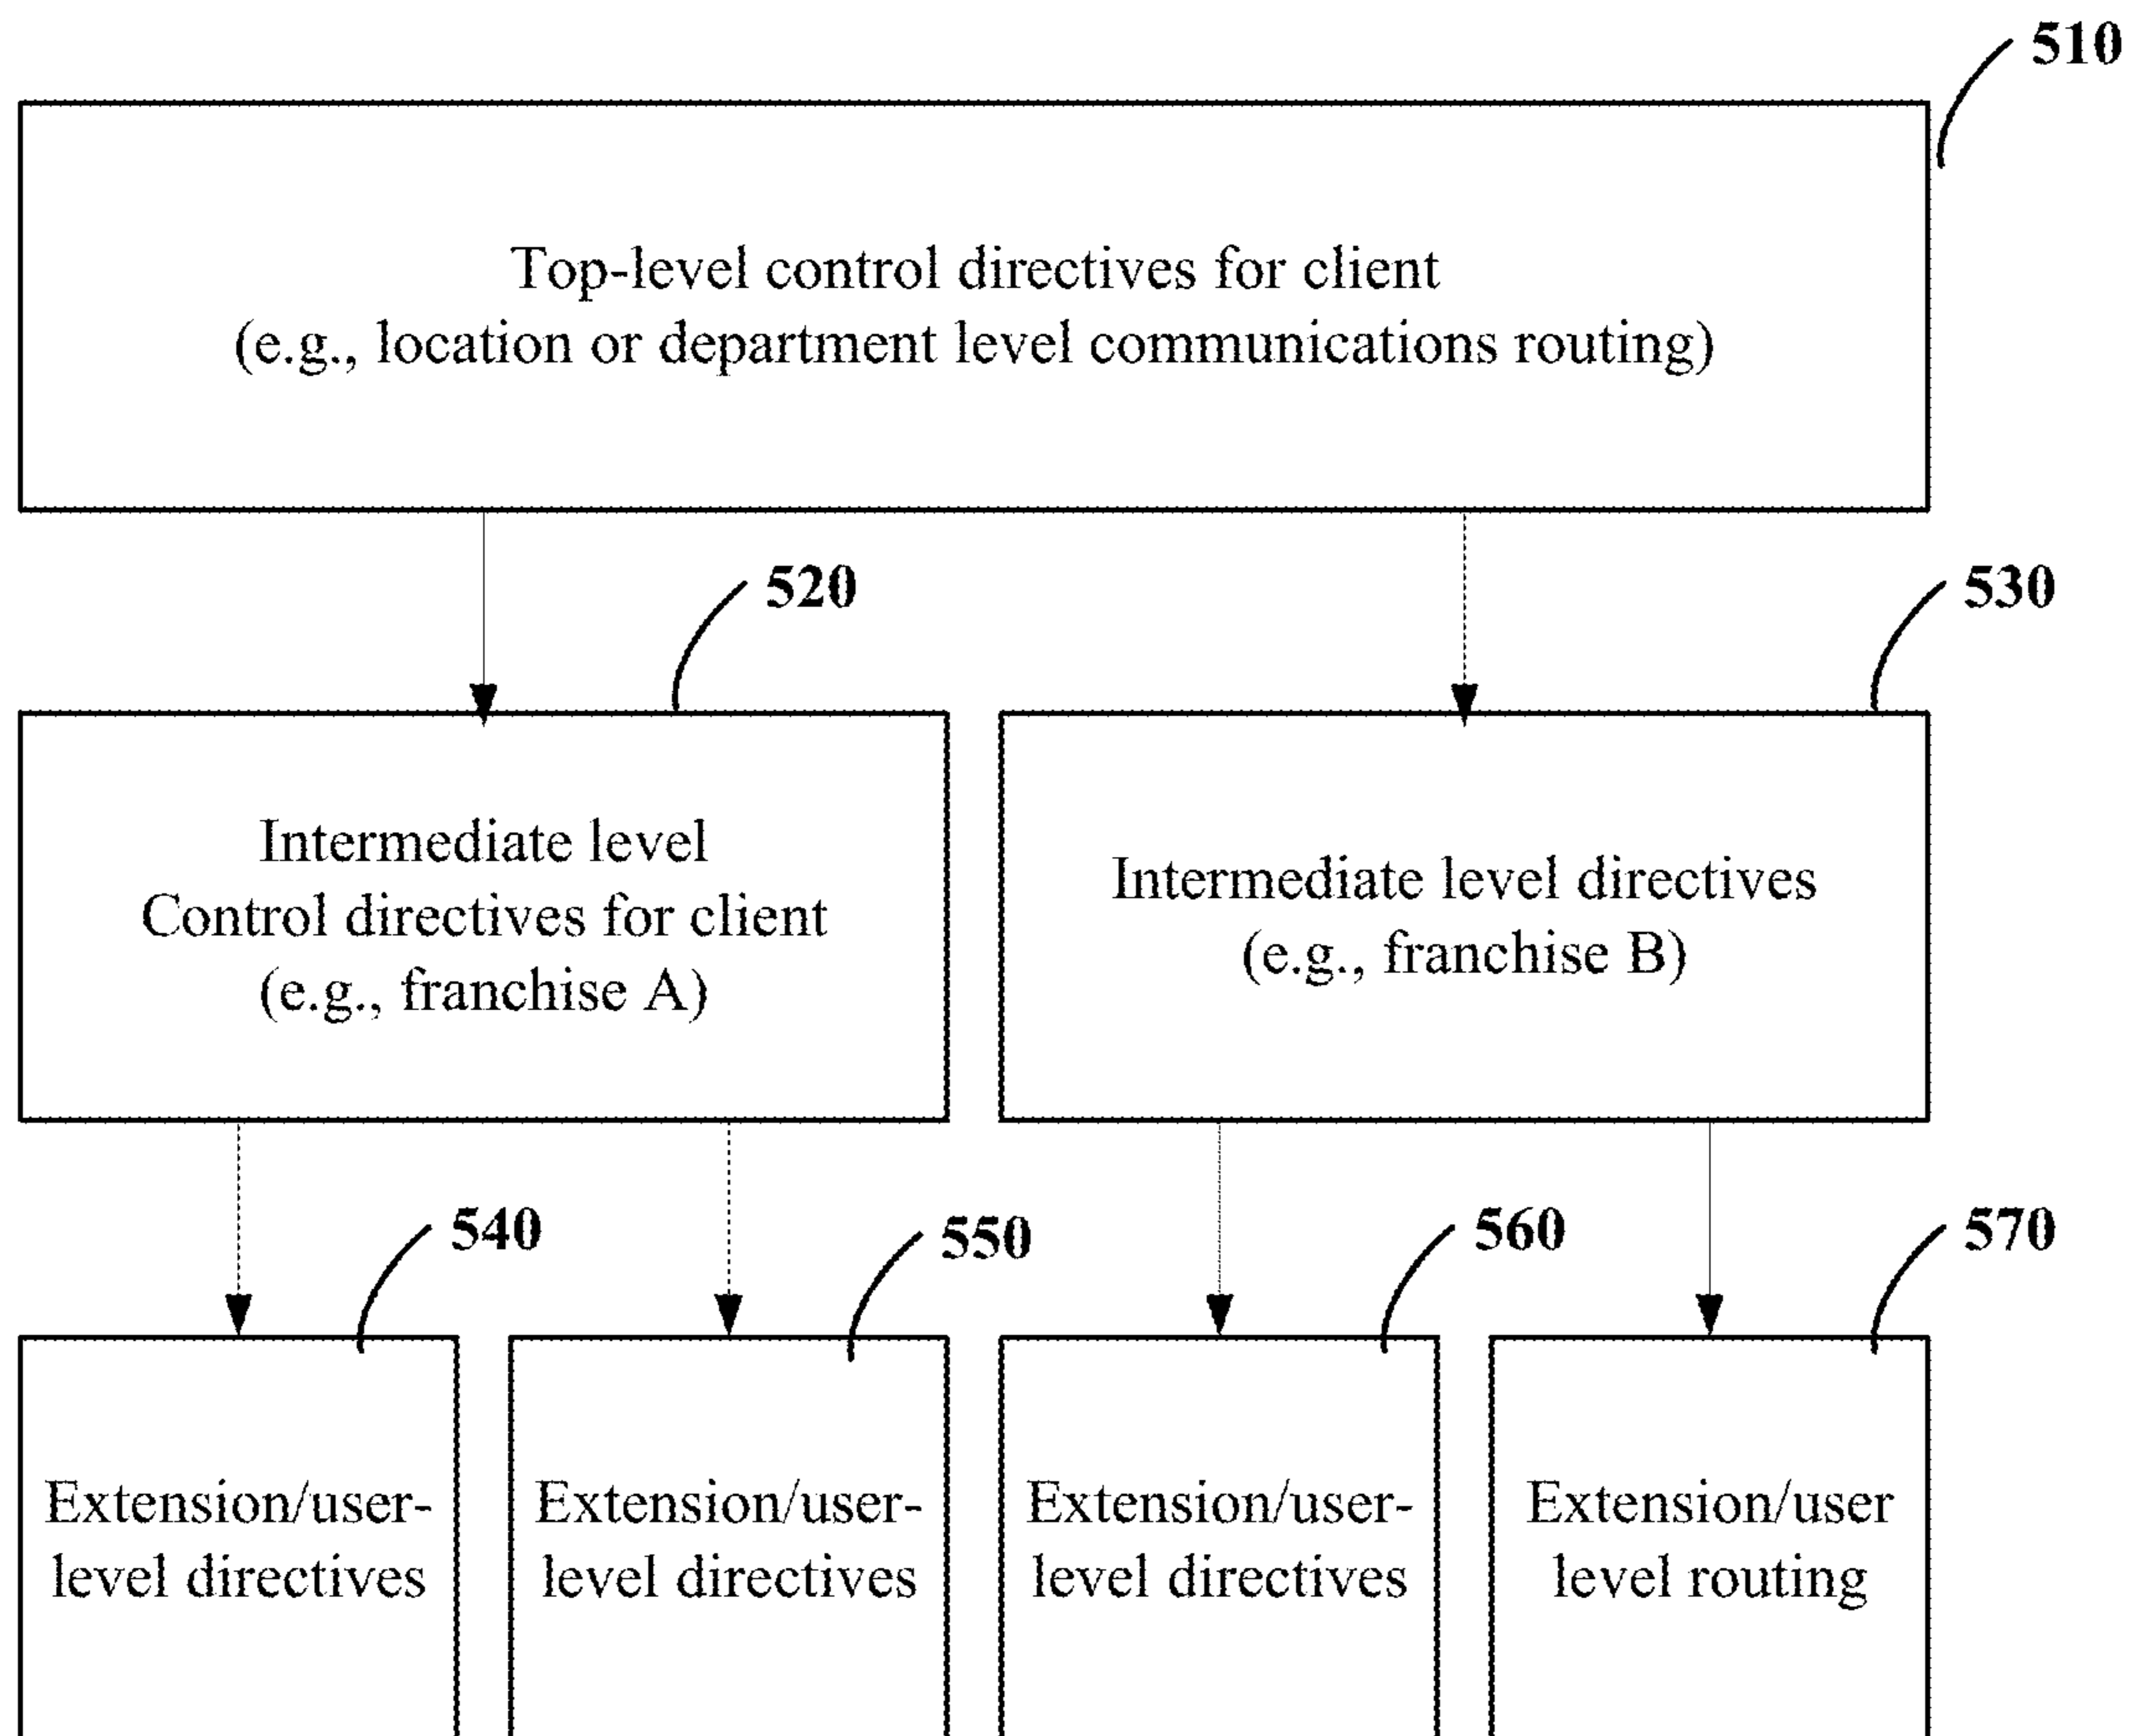 510
Top-level control directives for client
(e.g., location or department level communications routing)
520
530
Intermediate level
Control directives for client
(e.g., franchise A)
Intermediate level directives
(e.g., franchise B)
540
550
560
570
Extension/user-
level directives
Extension/user-
level directives
Extension/user-
level directives
Extension/user
level routing